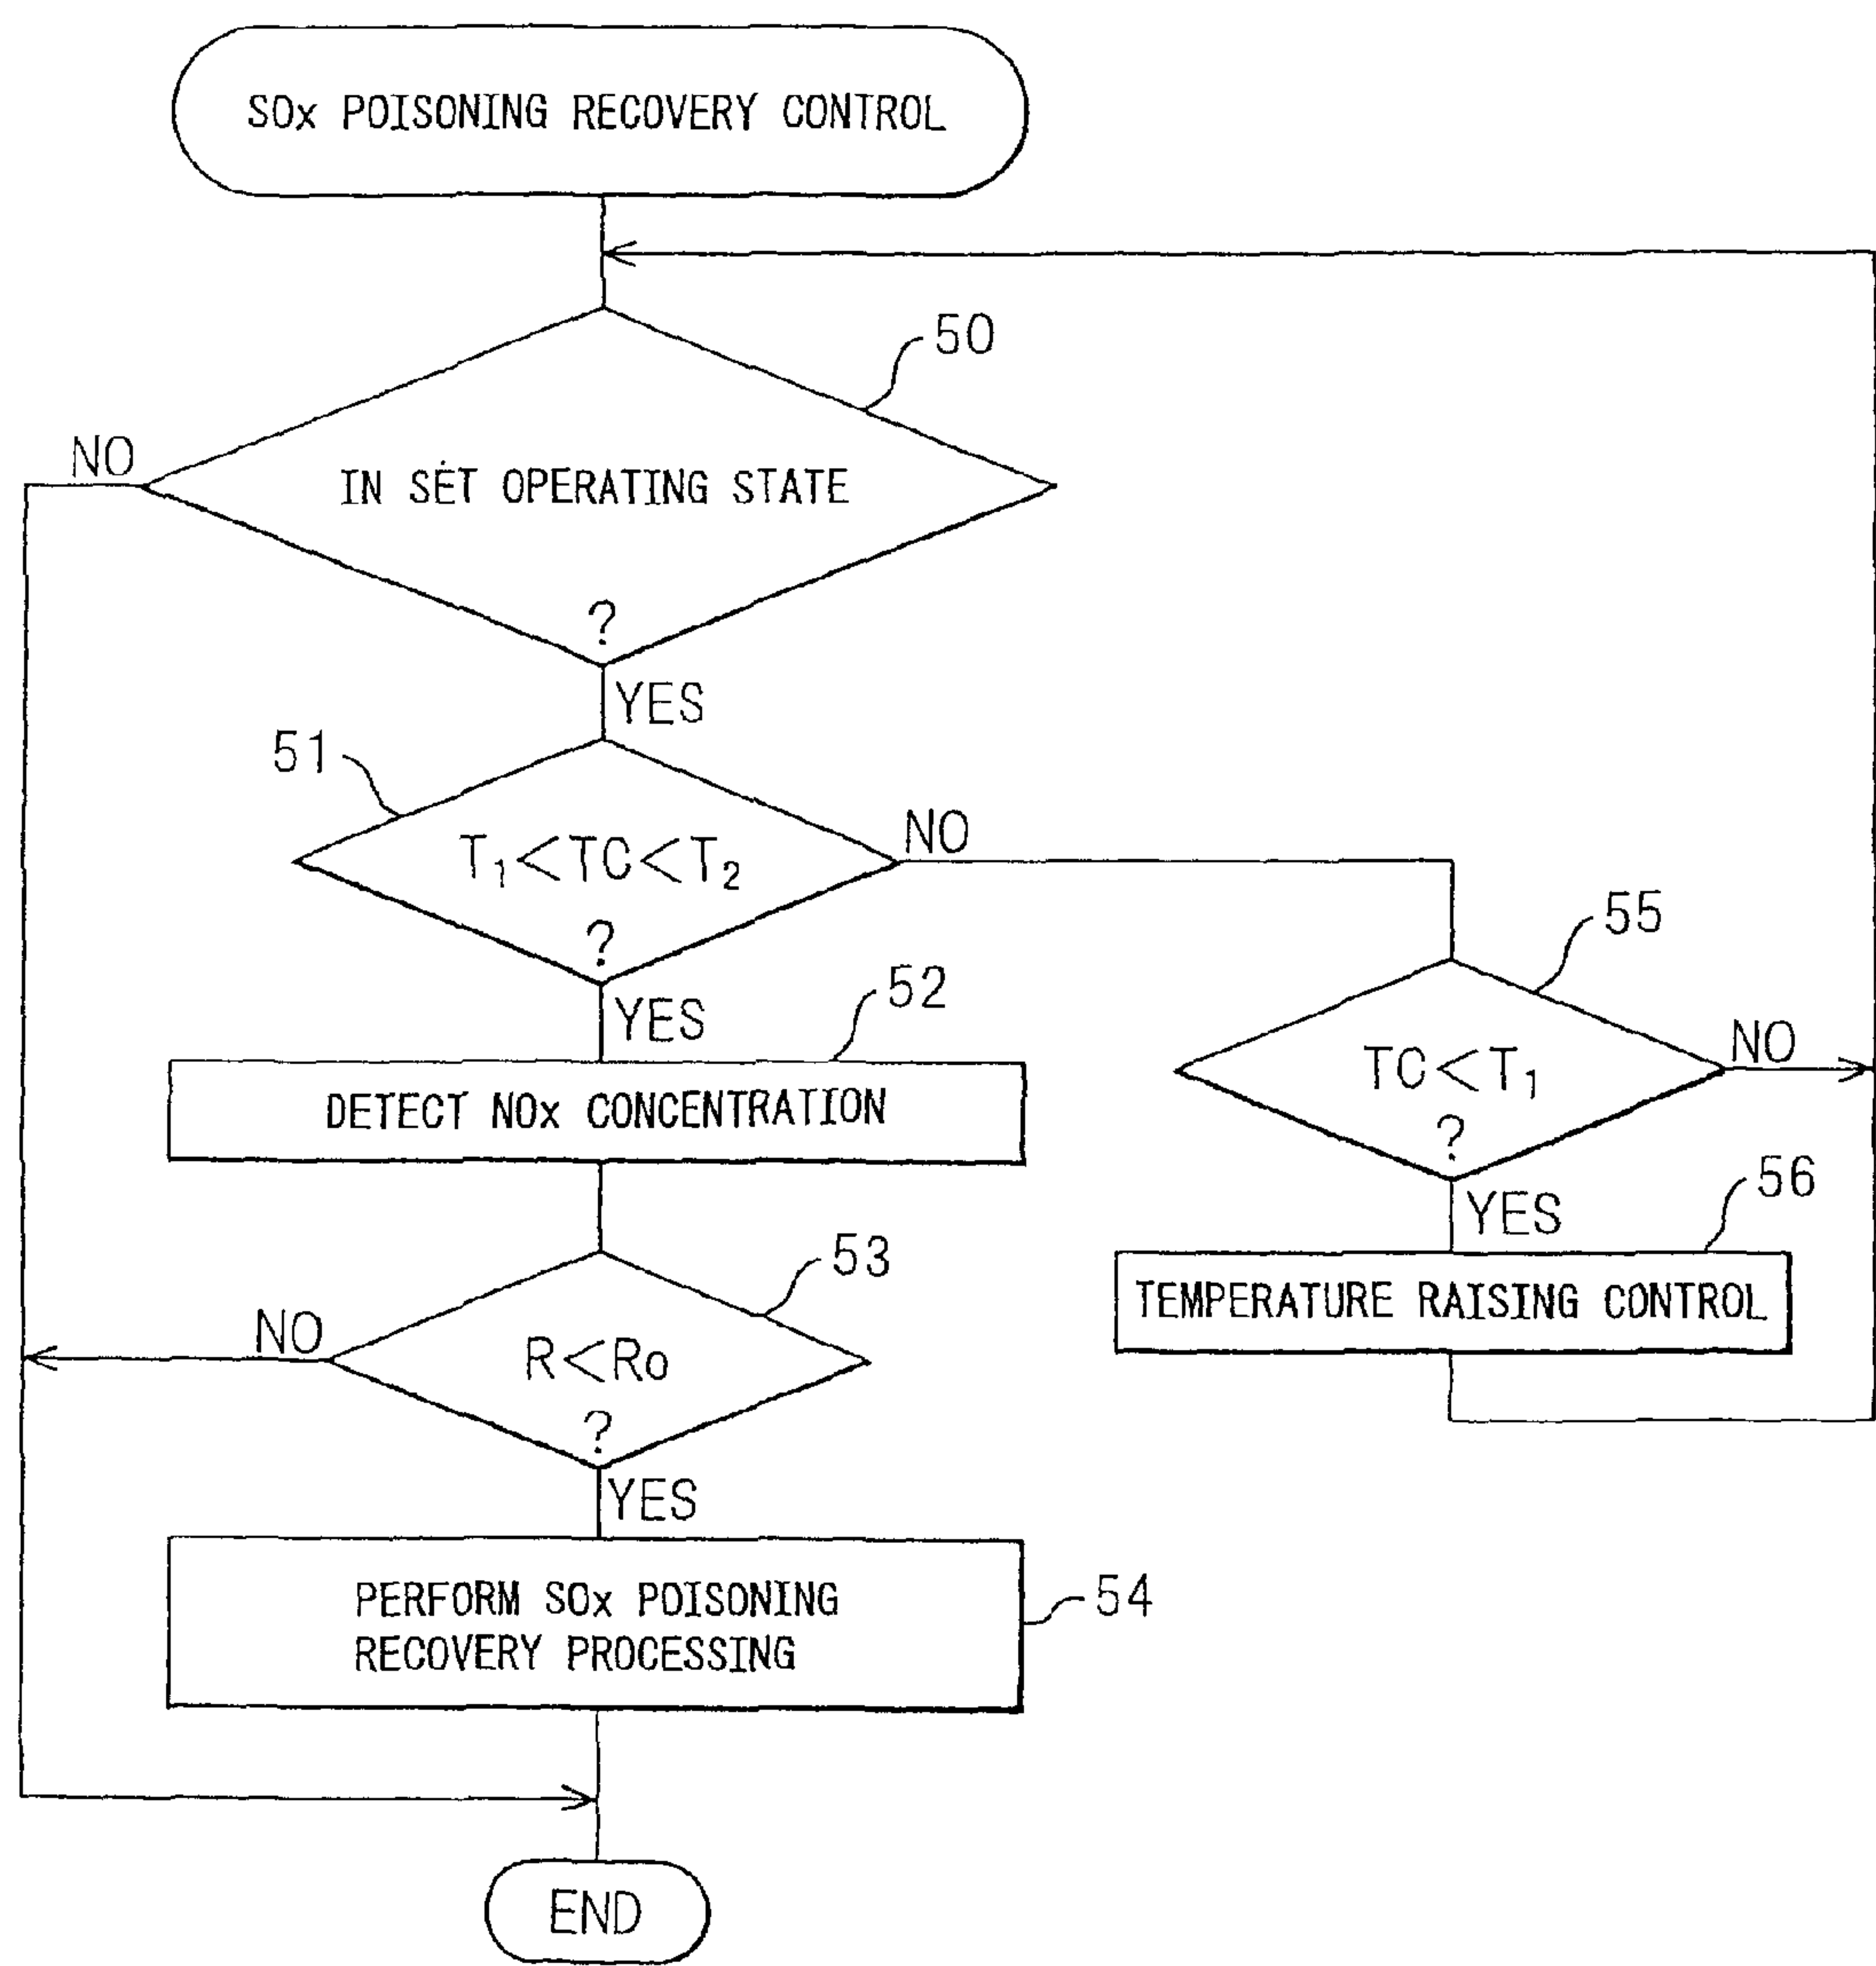 SOx POISONING RECOVERY CONTROL
50
NO
IN SET OPERATING STATE
?
YES
51
T₁<TC<T₂
?
NO
YES
55
52
DETECT NOx CONCENTRATION
TC<T₁
?
NO
YES
56
TEMPERATURE RAISING CONTROL
53
NO
R<Ro
?
YES
PERFORM SOx POISONING
RECOVERY PROCESSING
54
END